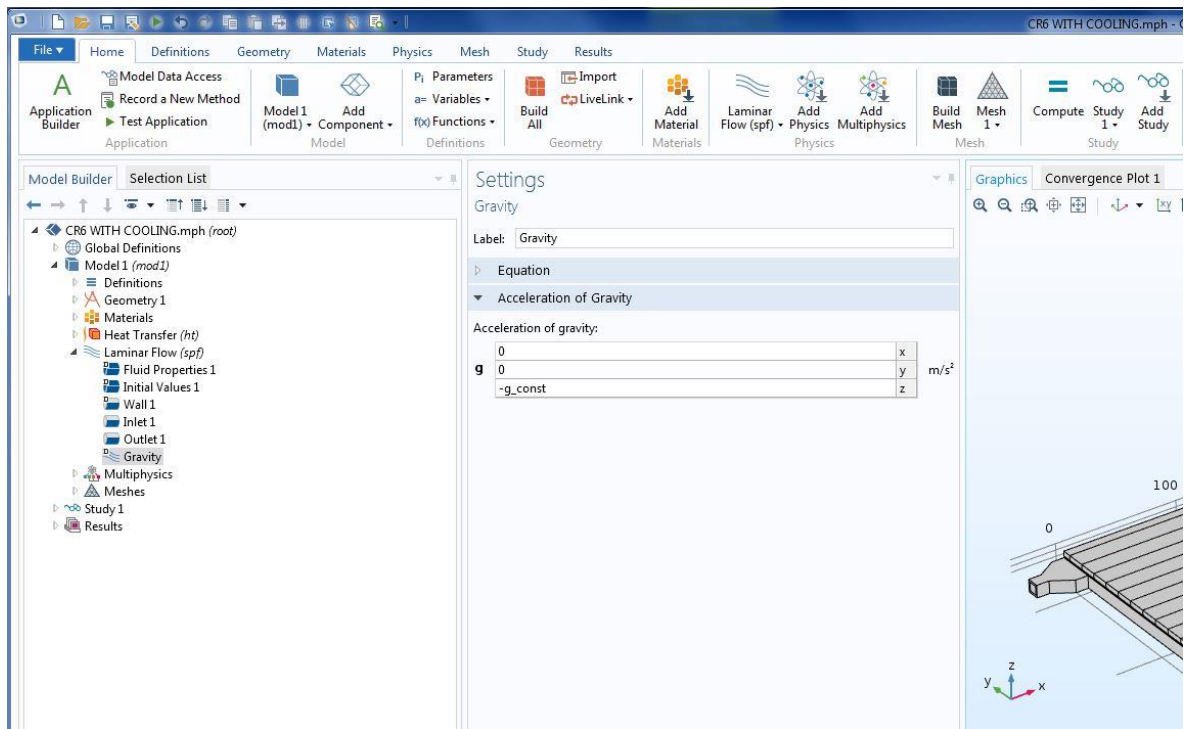 CR6 WITH COOLING.mph -
File Home Definitions Geometry Materials Physics Mesh Study Results
A Model Data Access Pi Parameters Import
Record a New Method a= Variables LiveLink
Application Builder Test Application Model 1 (mod1) Add Component f(x) Functions Build All Add Material Laminar Flow (spf) Add Physics Add Multiphysics Build Mesh Mesh 1 Compute Study 1 Add Study
Application Model Definitions Geometry Materials Physics Mesh Study
Model Builder Selection List
CR6 WITH COOLING.mph (root)
Global Definitions
Model 1 (mod1)
Definitions
Geometry 1
Materials
Heat Transfer (ht)
Laminar Flow (spf)
Fluid Properties 1
Initial Values 1
Wall 1
Inlet 1
Outlet 1
Gravity
Multiphysics
Meshes
Study 1
Results
Settings
Gravity
Label: Gravity
Equation
Acceleration of Gravity
Acceleration of gravity:
0 x
g 0 y m/s²
-g_const z
Graphics Convergence Plot 1
xy
100
0
z
y x